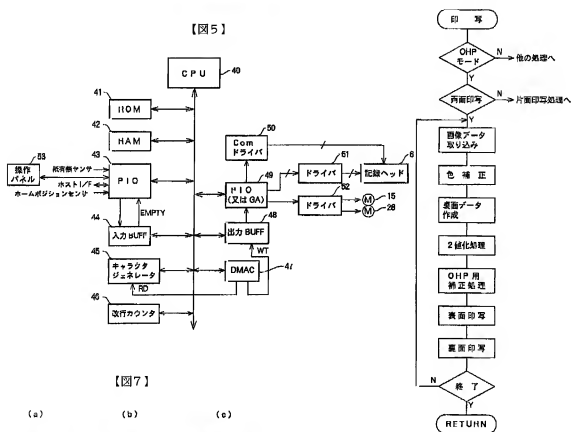 【図5】
CPU
40
41
ROM
42
RAM
43
PIO
53
操作
パネル
紙有無センサ
ホストI/F
ホームポジションセンサ
EMPTY
44
入力BUFF
45
キャラクタ
ジェネレータ
RD
46
改行カウンタ
50
Com
ドライバ
49
PIO
(又はGA)
51
ドライバ
6
記録ヘッド
52
ドライバ
M
15
M
28
48
出力BUFF
WT
DMAC
47
【図7】
(a)
(b)
(c)
印写
OHP
モード
N
他の処理へ
Y
両面印写
N
片面印写処理へ
Y
画像データ
取り込み
色補正
裏面データ
作成
2値化処理
OHP用
補正処理
表面印写
裏面印写
N
終了
Y
RETURN